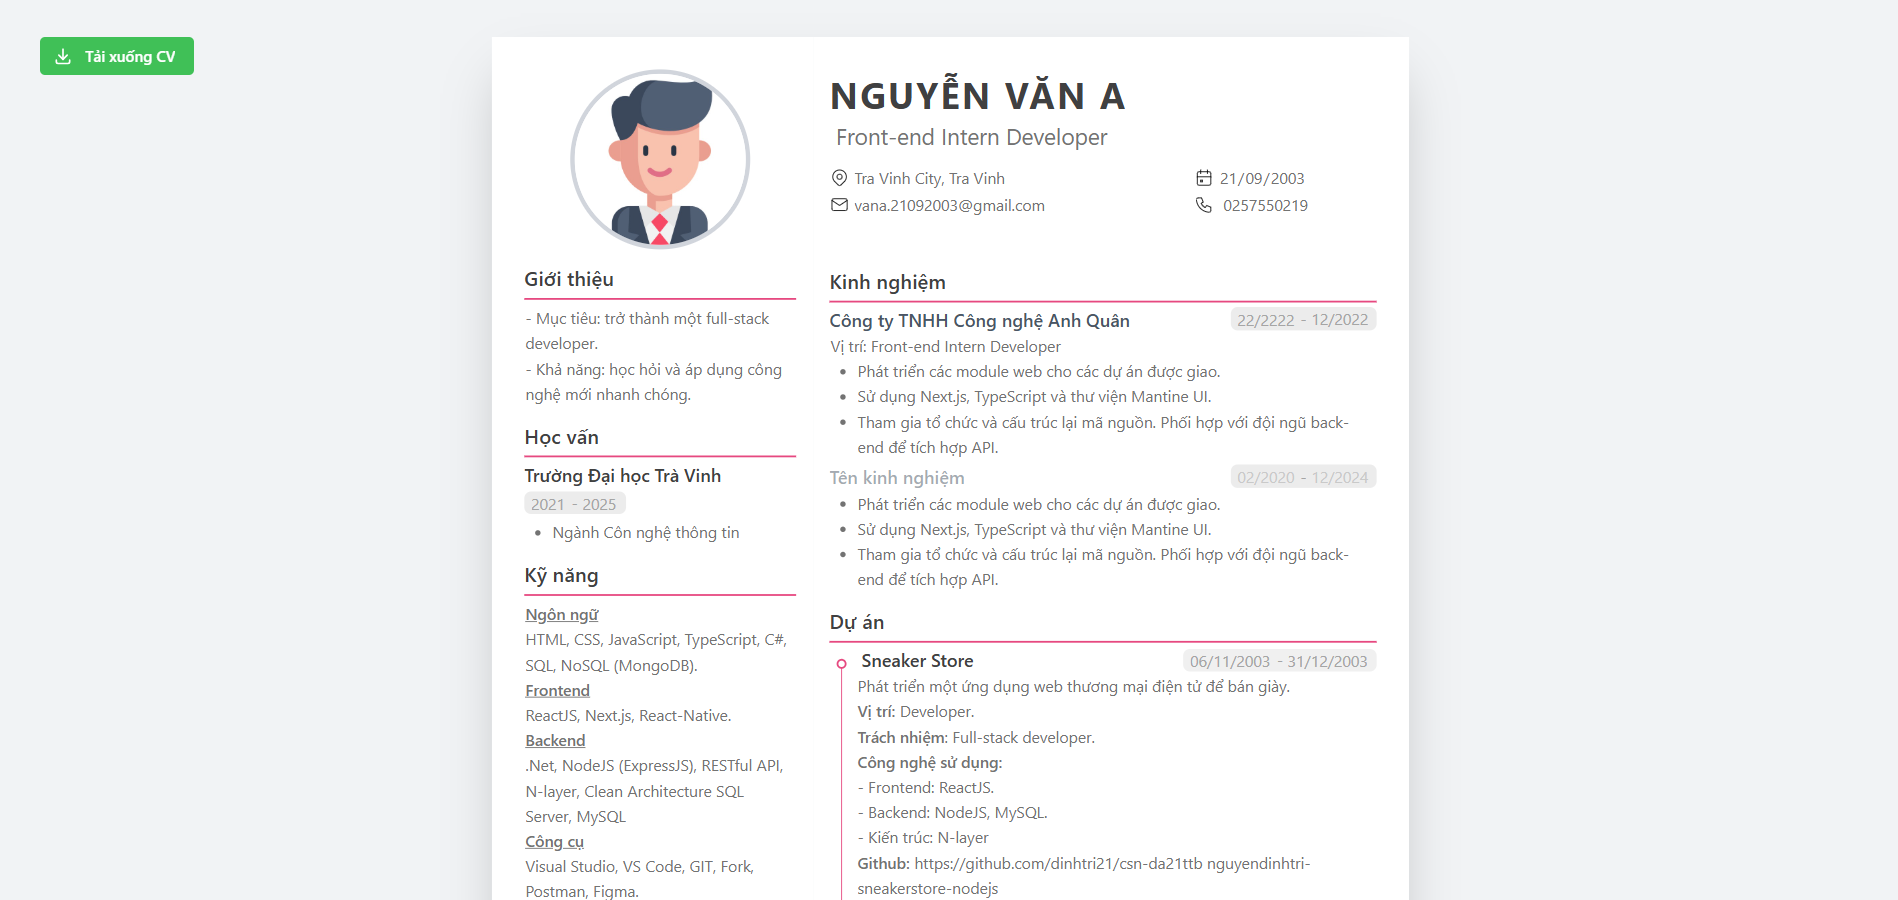 Tải xuống CV
NGUYỄN VĂN A
Front-end Intern Developer
Tra Vinh City, Tra Vinh
21/09/2003
vana.21092003@gmail.com
0257550219
Giới thiệu
- Mục tiêu: trở thành một full-stack
developer.
- Khả năng: học hỏi và áp dụng công
nghệ mới nhanh chóng.
Học vấn
Trường Đại học Trà Vinh
2021 - 2025
• Ngành Côn nghệ thông tin
Kỹ năng
Ngôn ngữ
HTML, CSS, JavaScript, TypeScript, C#,
SQL, NoSQL (MongoDB).
Frontend
ReactJS, Next.js, React-Native.
Backend
.Net, NodeJS (ExpressJS), RESTful API,
N-layer, Clean Architecture SQL
Server, MySQL
Công cụ
Visual Studio, VS Code, GIT, Fork,
Postman, Figma.
Kinh nghiệm
Công ty TNHH Công nghệ Anh Quân
22/2222 - 12/2022
Vị trí: Front-end Intern Developer
• Phát triển các module web cho các dự án được giao.
• Sử dụng Next.js, TypeScript và thư viện Mantine UI.
• Tham gia tổ chức và cấu trúc lại mã nguồn. Phối hợp với đội ngũ back-
end để tích hợp API.
Tên kinh nghiệm
02/2020 - 12/2024
• Phát triển các module web cho các dự án được giao.
• Sử dụng Next.js, TypeScript và thư viện Mantine UI.
• Tham gia tổ chức và cấu trúc lại mã nguồn. Phối hợp với đội ngũ back-
end để tích hợp API.
Dự án
Sneaker Store
06/11/2003 - 31/12/2003
Phát triển một ứng dụng web thương mại điện tử để bán giày.
Vị trí: Developer.
Trách nhiệm: Full-stack developer.
Công nghệ sử dụng:
- Frontend: ReactJS.
- Backend: NodeJS, MySQL.
- Kiến trúc: N-layer
Github: https://github.com/dinhtri21/csn-da21ttb nguyendinhtri-
sneakerstore-nodejs